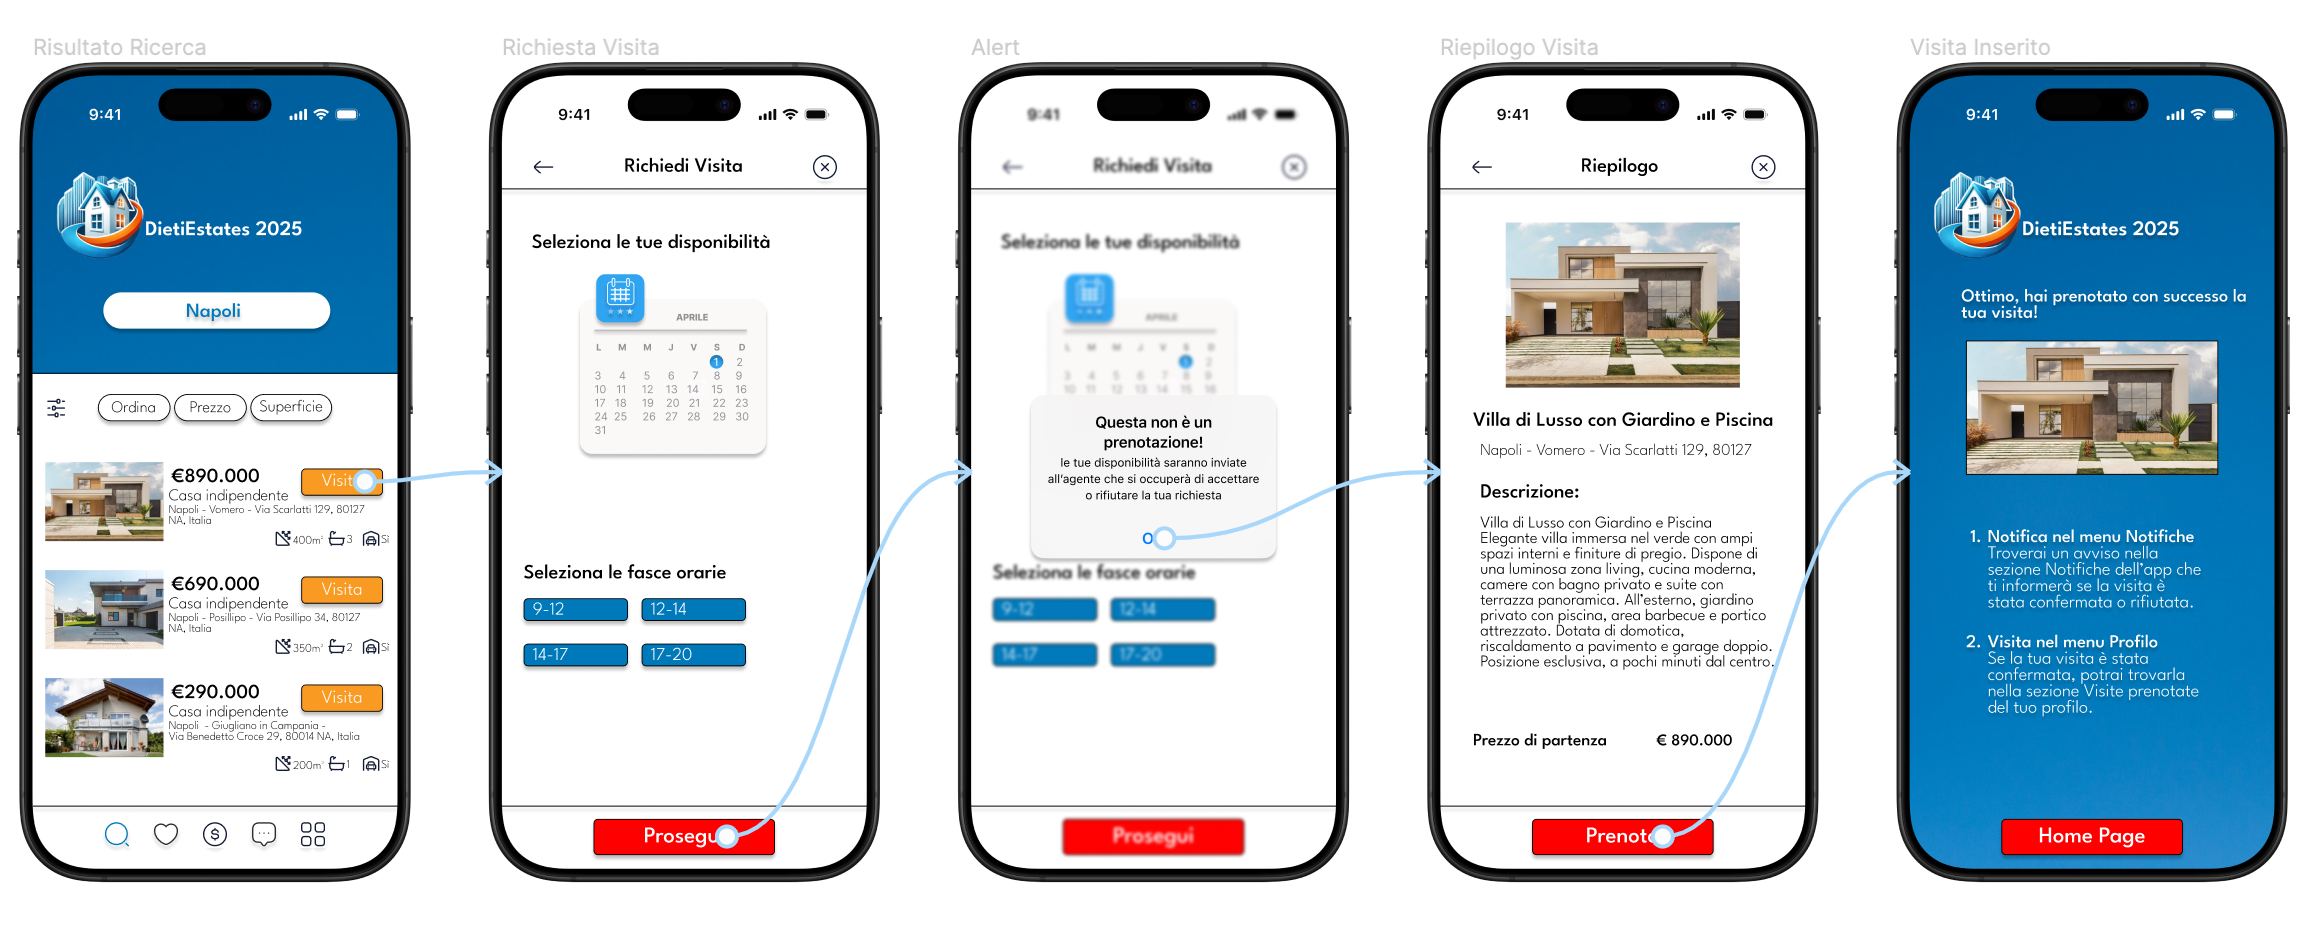 Risultato Ricerca
9:41
DietiEstates 2025
Napoli
Ordina
Prezzo
Superficie
€890.000
Casa indipendente
Napoli - Vomero - Via Scarlatti 129, 80127
NA, Italia
400m²
3
Sì
€690.000
Visita
Casa indipendente
Napoli - Posillipo - Via Posillipo 34, 80127
NA, Italia
350m²
2
Sì
€290.000
Visita
Casa indipendente
Napoli - Giugliano in Campania -
Via Benedetto Croce 29, 80014 NA, Italia
200m²
1
Sì
Richiesta Visita
9:41
Richiedi Visita
Seleziona le tue disponibilità
APRILE
L M M J V S D
1 2
3 4 5 6 7 8 9
10 11 12 13 14 15 16
17 18 19 20 21 22 23
24 25 26 27 28 29 30
31
Seleziona le fasce orarie
9-12
12-14
14-17
17-20
Alert
9:41
Richiedi Visita
Seleziona le tue disponibilità
APRILE
Questa non è un
prenotazione!
le tue disponibilità saranno inviate
all'agente che si occuperà di accettare
o rifiutare la tua richiesta
Seleziona le fasce orarie
9-12
12-14
14-17
17-20
Prosegui
Riepilogo Visita
9:41
Riepilogo
Villa di Lusso con Giardino e Piscina
Napoli - Vomero - Via Scarlatti 129, 80127
Descrizione:
Villa di Lusso con Giardino e Piscina
Elegante villa immersa nel verde con ampi
spazi interni e finiture di pregio. Dispone di
una luminosa zona living, cucina moderna,
camere con bagno privato e suite con
terrazza panoramica. All'esterno, giardino
privato con piscina, area barbecue e portico
attrezzato. Dotata di domotica,
riscaldamento a pavimento e garage doppio.
Posizione esclusiva, a pochi minuti dal centro.
Prezzo di partenza
€ 890.000
Visita Inserito
9:41
DietiEstates 2025
Ottimo, hai prenotato con successo la
tua visita!
1. Notifica nel menu Notifiche
Troverai un avviso nella
sezione Notifiche dell'app che
ti informerà se la visita è
stata confermata o rifiutata.
2. Visita nel menu Profilo
Se la tua visita è stata
confermata, potrai trovarla
nella sezione Visite prenotate
del tuo profilo.
Home Page